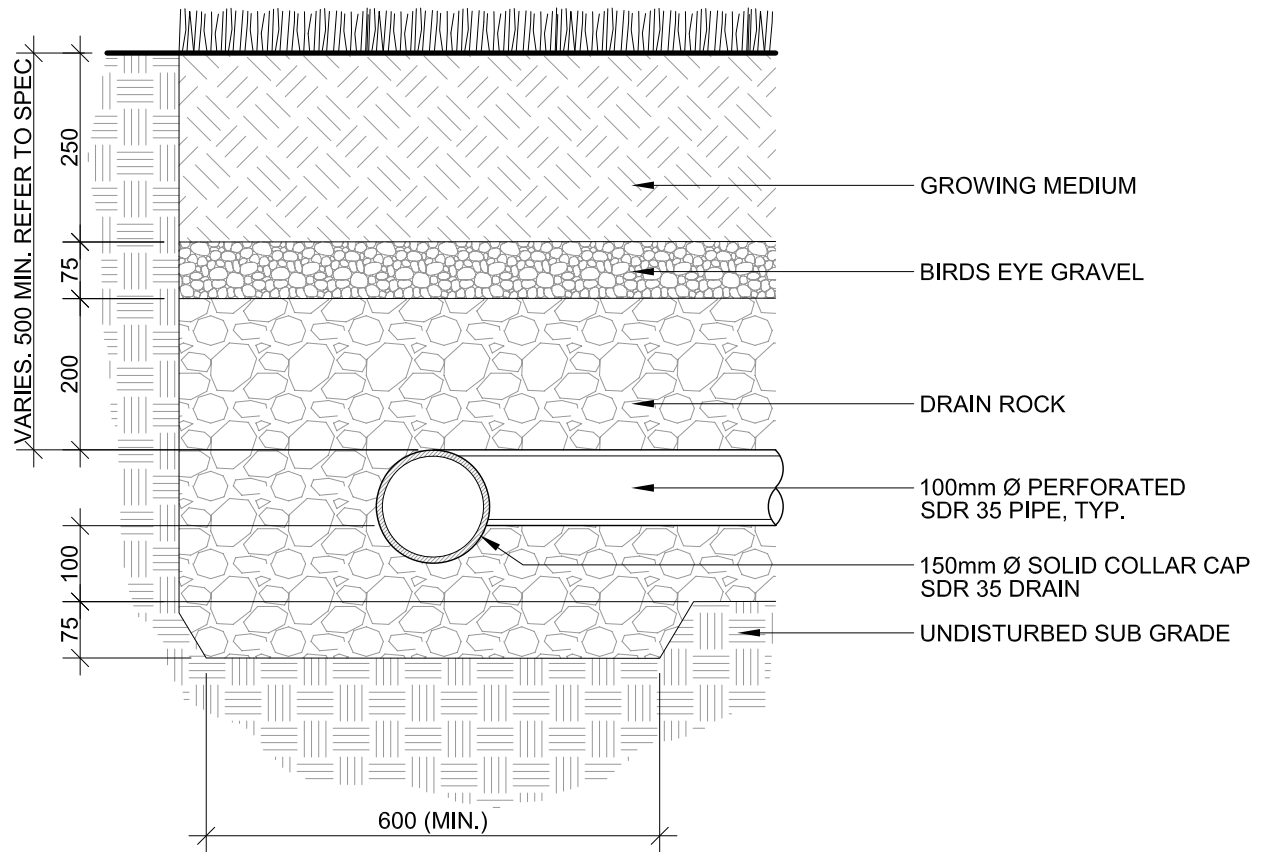 VARIES. 500 MIN. REFER TO SPEC
250
75
200
100
75
GROWING MEDIUM
BIRDS EYE GRAVEL
DRAIN ROCK
100mm Ø PERFORATED
SDR 35 PIPE, TYP.
150mm Ø SOLID COLLAR CAP
SDR 35 DRAIN
UNDISTURBED SUB GRADE
600 (MIN.)